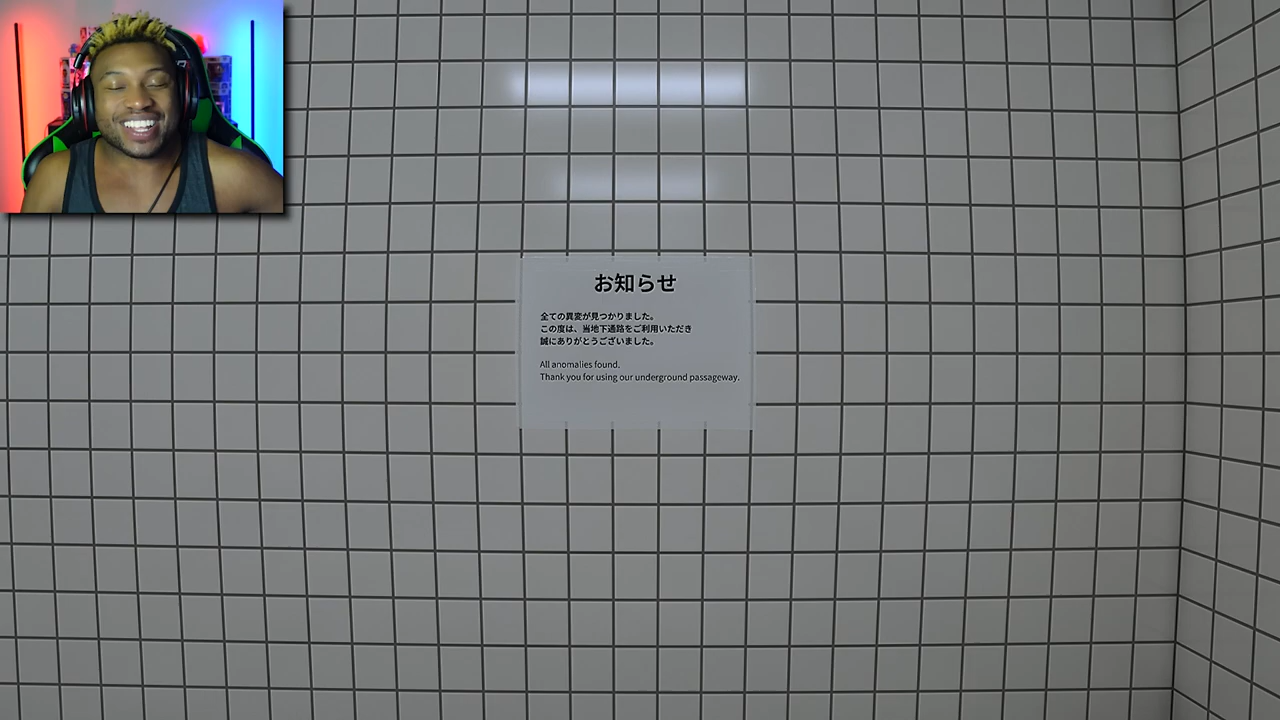 お知らせ
全ての異変が見つかりました。
この度は、当地下通路をご利用いただき
誠にありがとうございました。
All anomalies found.
Thank you for using our underground passageway.